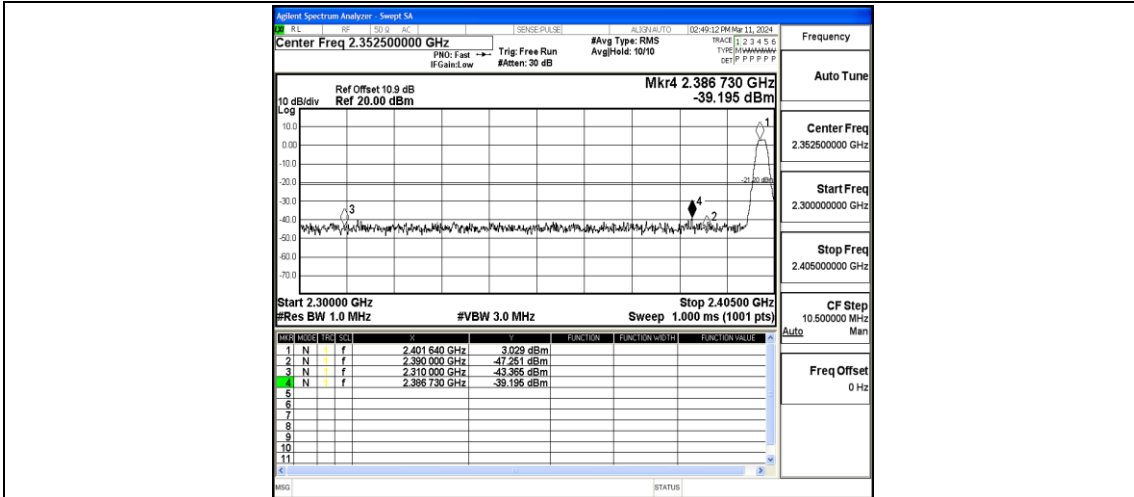 Agilent Spectrum Analyzer - Swept SA
RL RF 50 Ω AC SENSE:PULSE ALIGN AUTO 02:49:12 PM Mar 11, 2024
Center Freq 2.352500000 GHz #Avg Type: RMS TRACE 1 2 3 4 5 6
PNO: Fast Trig: Free Run Avg|Hold: 10/10 TYPE
IFGain:Low #Atten: 30 dB DET P P P P P P
Mkr4 2.386 730 GHz
-39.195 dBm
Ref Offset 10.9 dB
10 dB/div Ref 20.00 dBm
Log
10.0
0.00
-10.0
-20.0
-30.0
-40.0
-50.0
-60.0
-70.0
1
-21.20 dBm
4
3
2
Start 2.30000 GHz Stop 2.40500 GHz
#Res BW 1.0 MHz #VBW 3.0 MHz Sweep 1.000 ms (1001 pts)
MKR MODE TRC SCL X Y FUNCTION FUNCTION WIDTH FUNCTION VALUE
1 N 1 f 2.401 640 GHz 3.029 dBm
2 N 1 f 2.390 000 GHz -47.251 dBm
3 N 1 f 2.310 000 GHz -43.365 dBm
4 N 1 f 2.386 730 GHz -39.195 dBm
5
6
7
8
9
10
11
MSG STATUS
Frequency
Auto Tune
Center Freq
2.352500000 GHz
Start Freq
2.300000000 GHz
Stop Freq
2.405000000 GHz
CF Step
10.500000 MHz
Auto Man
Freq Offset
0 Hz